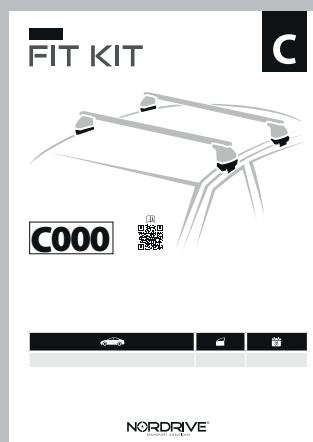 C
FIT KIT
C000
NORDRIVE
TRANSPORT SOLUTIONS